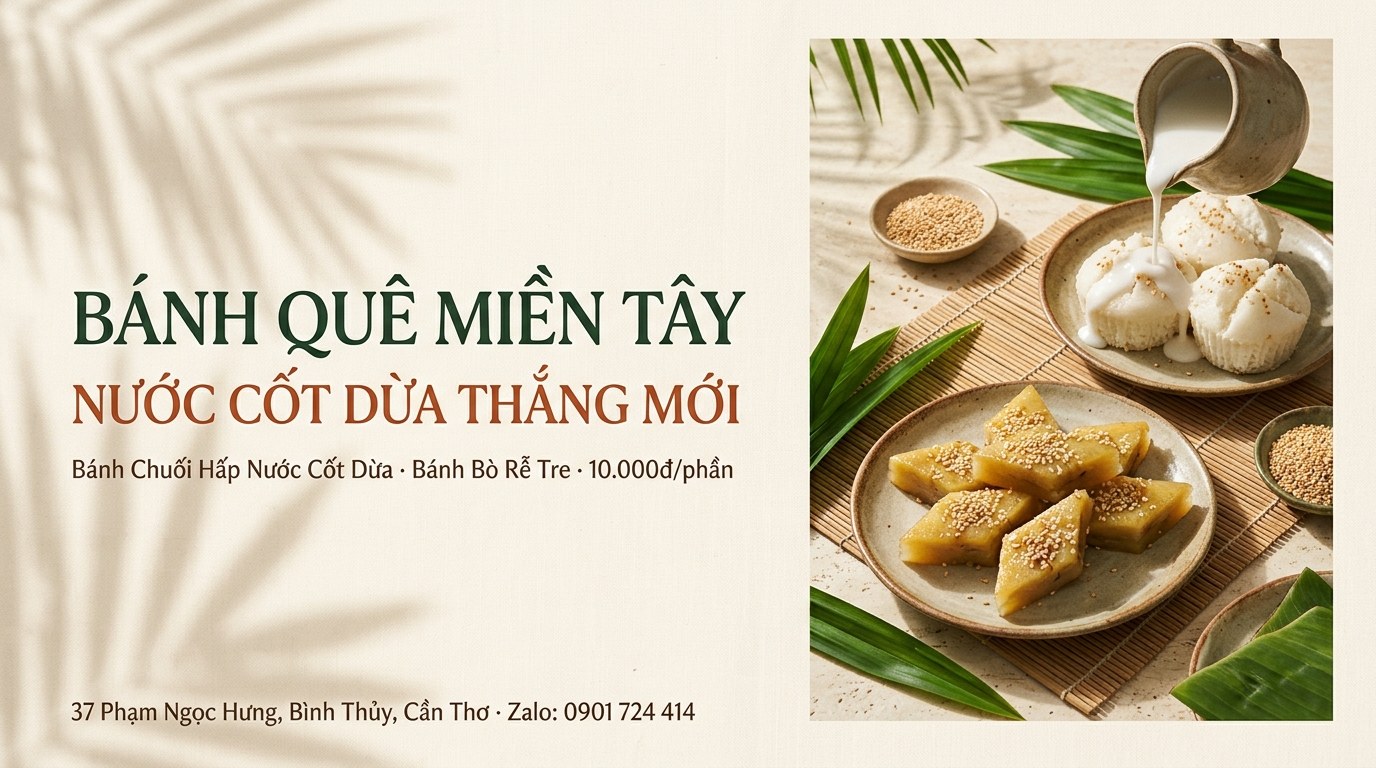 BÁNH QUÊ MIỀN TÂY
NƯỚC CỐT DỪA THẮNG MỚI
Bánh Chuối Hấp Nước Cốt Dừa · Bánh Bò Rễ Tre · 10.000đ/phần
37 Phạm Ngọc Hưng, Bình Thủy, Cần Thơ · Zalo: 0901 724 414